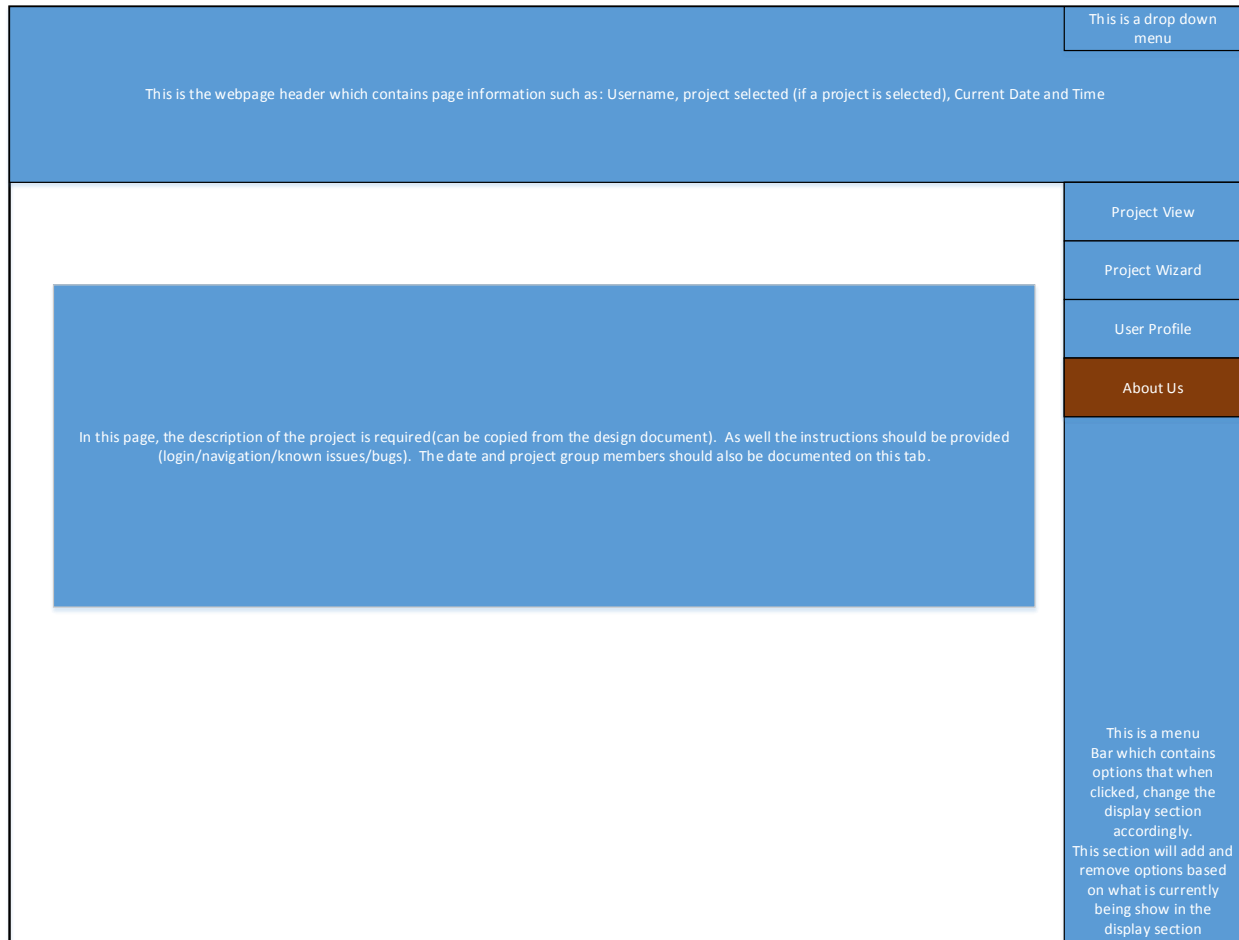 This is a drop down
menu
This is the webpage header which contains page information such as: Username, project selected (if a project is selected), Current Date and Time
Project View
Project Wizard
User Profile
About Us
In this page, the description of the project is required(can be copied from the design document).  As well the instructions should be provided
(login/navigation/known issues/bugs).  The date and project group members should also be documented on this tab.
This is a menu
Bar which contains
options that when
clicked, change the
display section
accordingly.
This section will add and
remove options based
on what is currently
being show in the
display section